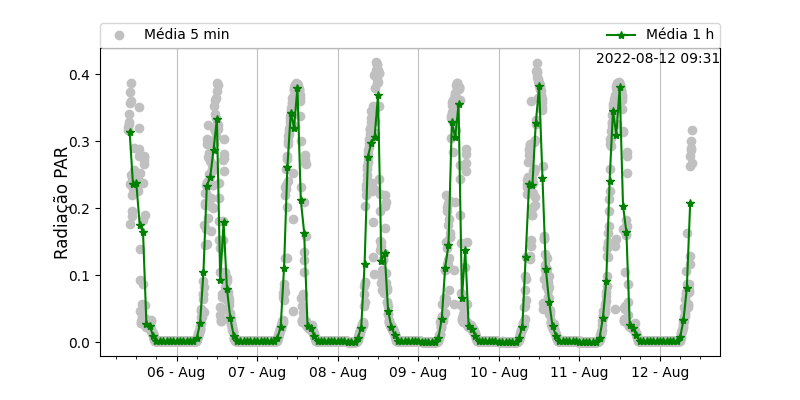 Média 5 min
Média 1 h
2022-08-12 09:31
Radiação PAR
0.4
0.3
0.2
0.1
0.0
06 - Aug
07 - Aug
08 - Aug
09 - Aug
10 - Aug
11 - Aug
12 - Aug